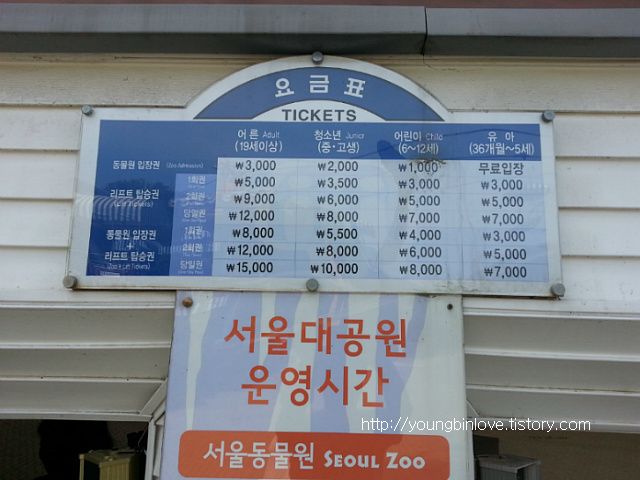 요금표
TICKETS
어른 Adult (19세이상) 청소년 Junior (중·고생) 어린이 Child (6~12세) 유아 (36개월~5세)
동물원 입장권 (Zoo Admission) ₩3,000 ₩2,000 ₩1,000 무료입장
리프트 탑승권 (Lift Tickets) 1회권 ₩5,000 ₩3,500 ₩3,000 ₩3,000
2회권 ₩9,000 ₩6,000 ₩5,000 ₩5,000
당일권 ₩12,000 ₩8,000 ₩7,000 ₩7,000
동물원 입장권 + 리프트 탑승권 1회권 ₩8,000 ₩5,500 ₩4,000 ₩3,000
2회권 ₩12,000 ₩8,000 ₩6,000 ₩5,000
당일권 ₩15,000 ₩10,000 ₩8,000 ₩7,000
서울대공원
운영시간
http://youngbinlove.tistory.com
서울동물원 SEOUL ZOO